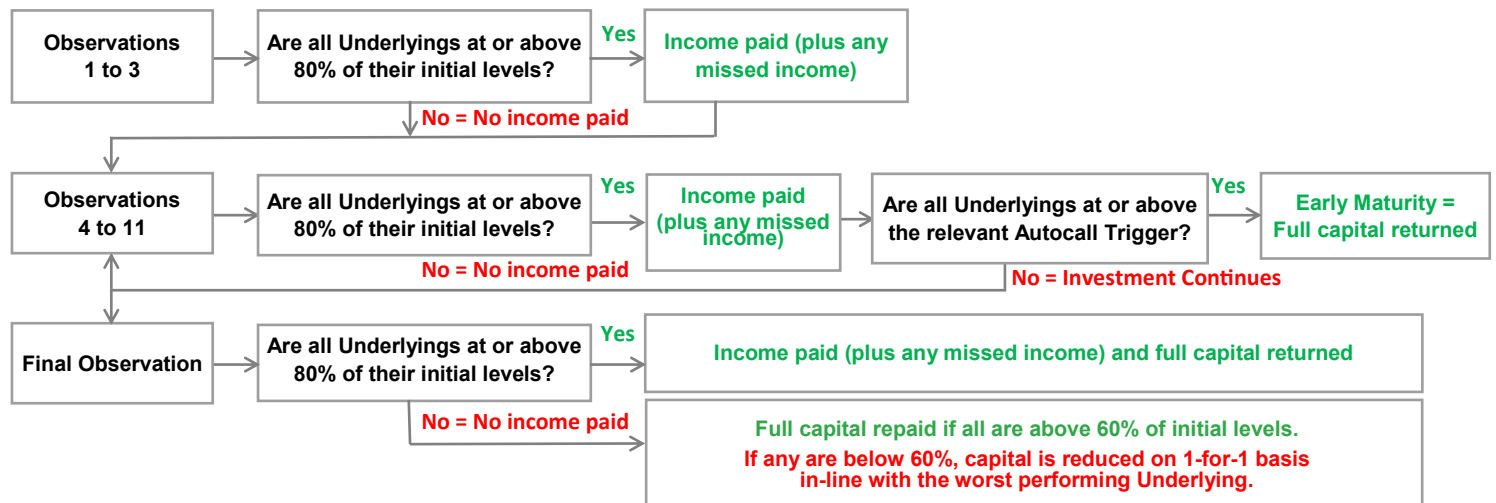 Observations
1 to 3
Are all Underlyings at or above
80% of their initial levels?
Yes
Income paid (plus any
missed income)
No = No income paid
Observations
4 to 11
Are all Underlyings at or above
80% of their initial levels?
Yes
Income paid
(plus any missed
income)
Are all Underlyings at or above
the relevant Autocall Trigger?
Yes
Early Maturity =
Full capital returned
No = No income paid
No = Investment Continues
Final Observation
Are all Underlyings at or above
80% of their initial levels?
Yes
Income paid (plus any missed income) and full capital returned
No = No income paid
Full capital repaid if all are above 60% of initial levels.
If any are below 60%, capital is reduced on 1-for-1 basis
in-line with the worst performing Underlying.